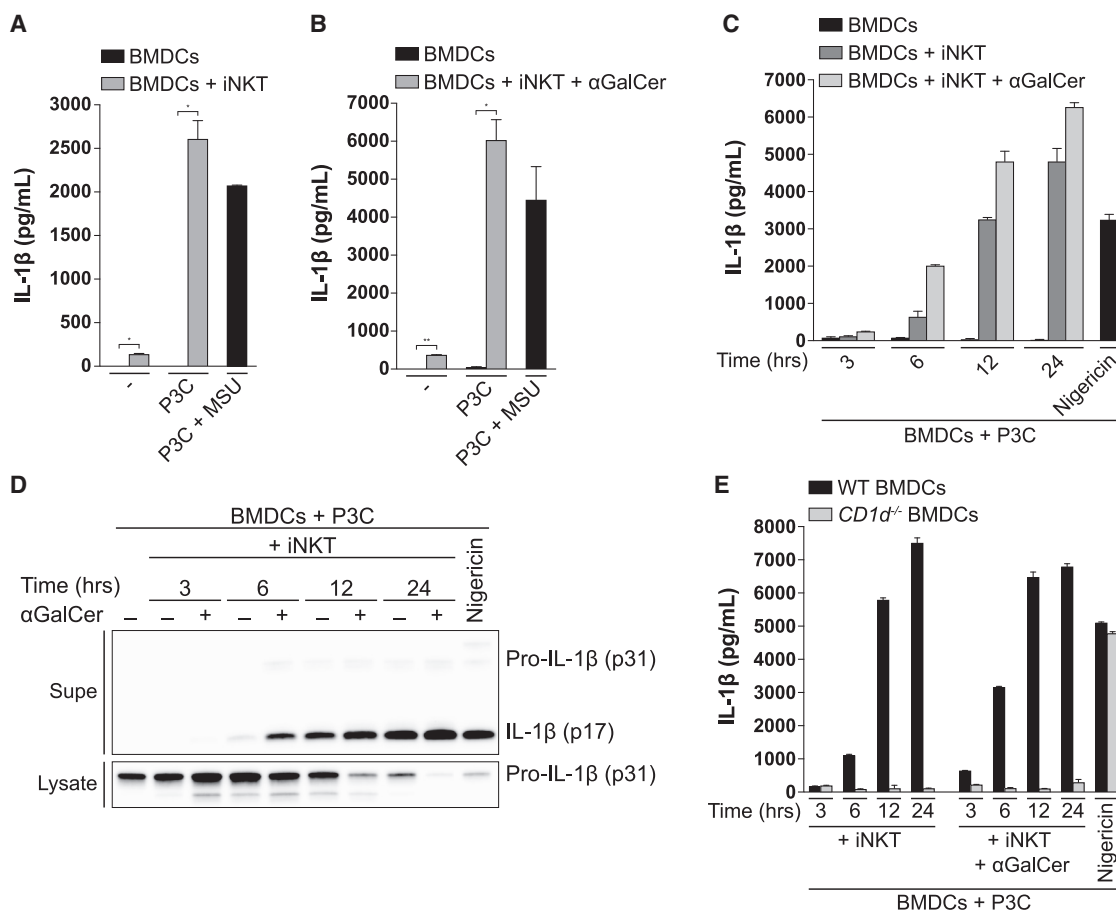 A
BMDCs
BMDCs + iNKT
IL-1β (pg/mL)
3000
2500
2000
1500
1000
500
0
*
*
-
P3C
P3C + MSU
B
BMDCs
BMDCs + iNKT + αGalCer
IL-1β (pg/mL)
7000
6000
5000
4000
3000
2000
1000
0
**
*
-
P3C
P3C + MSU
C
BMDCs
BMDCs + iNKT
BMDCs + iNKT + αGalCer
IL-1β (pg/mL)
7000
6000
5000
4000
3000
2000
1000
0
Time (hrs)
3
6
12
24
Nigericin
BMDCs + P3C
D
BMDCs + P3C
+ iNKT
Nigericin
Time (hrs) 3 6 12 24
αGalCer – – + – + – + – + –
Supe
Pro-IL-1β (p31)
IL-1β (p17)
Lysate
Pro-IL-1β (p31)
E
WT BMDCs
CD1d-/- BMDCs
IL-1β (pg/mL)
8000
7000
6000
5000
4000
3000
2000
1000
0
Time (hrs) 3 6 12 24 3 6 12 24
+ iNKT
+ iNKT
+ αGalCer
Nigericin
BMDCs + P3C